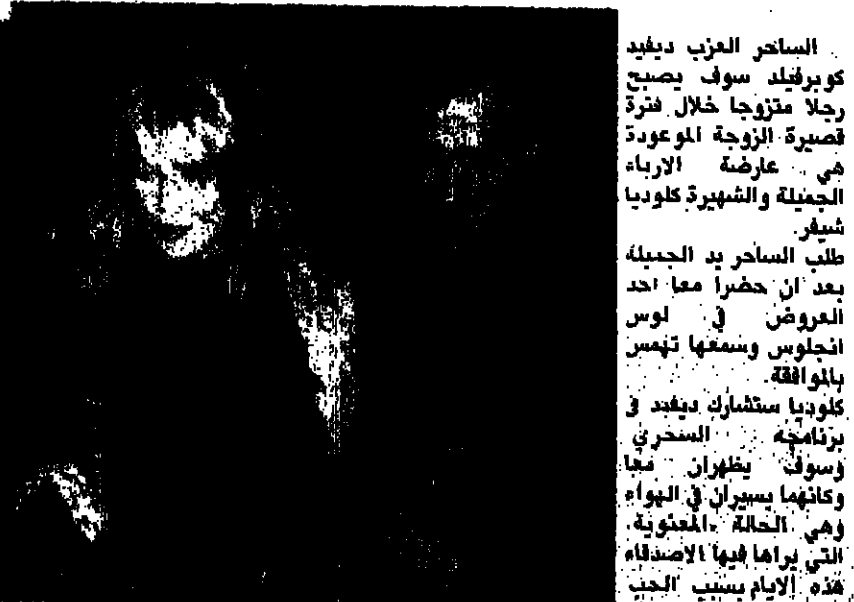 الساحر العزب ديفيد
كوبرفيلد سوف يصبح
رجلا متزوجا خلال فترة
قصيرة الزوجة الموعودة
هي عارضة الازياء
الجميلة والشهيرة كلوديا
شيفر.
طلب الساحر يد الجميلة
بعد ان حضرا معا احد
العروض في لوس
انجلوس وسمعها تهمس
بالموافقة.
كلوديا ستشارك ديفيد في
برنامجه السحري
وسوف يظهران معا
وكانهما يسيران في الهواء
وهي الحالة المعنوية
التي يراها فيها الاصدقاء
هذه الايام بسبب الحب